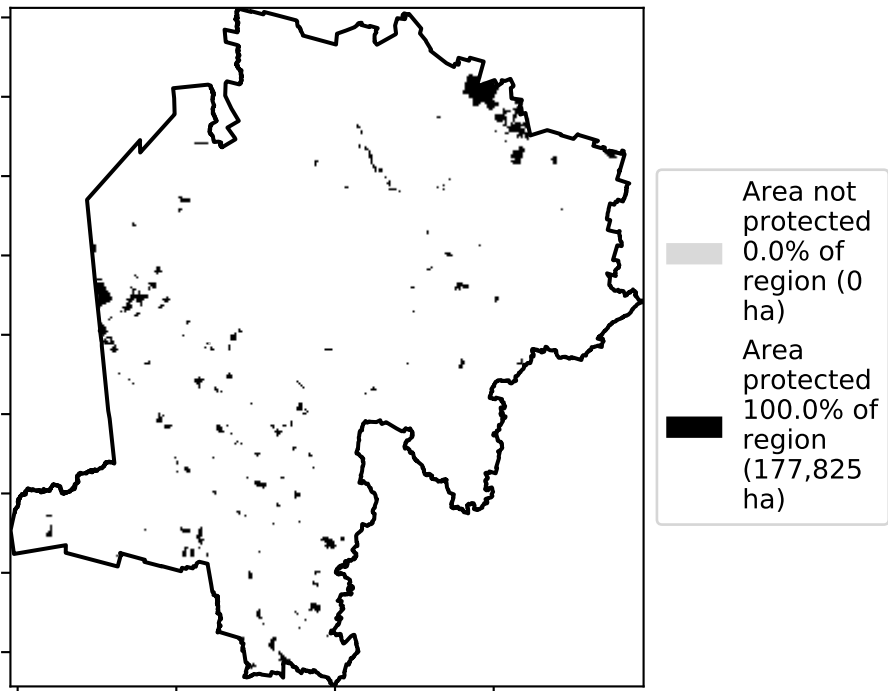 Area not
protected
0.0% of
region (0
ha)
Area
protected
100.0% of
region
(177,825
ha)